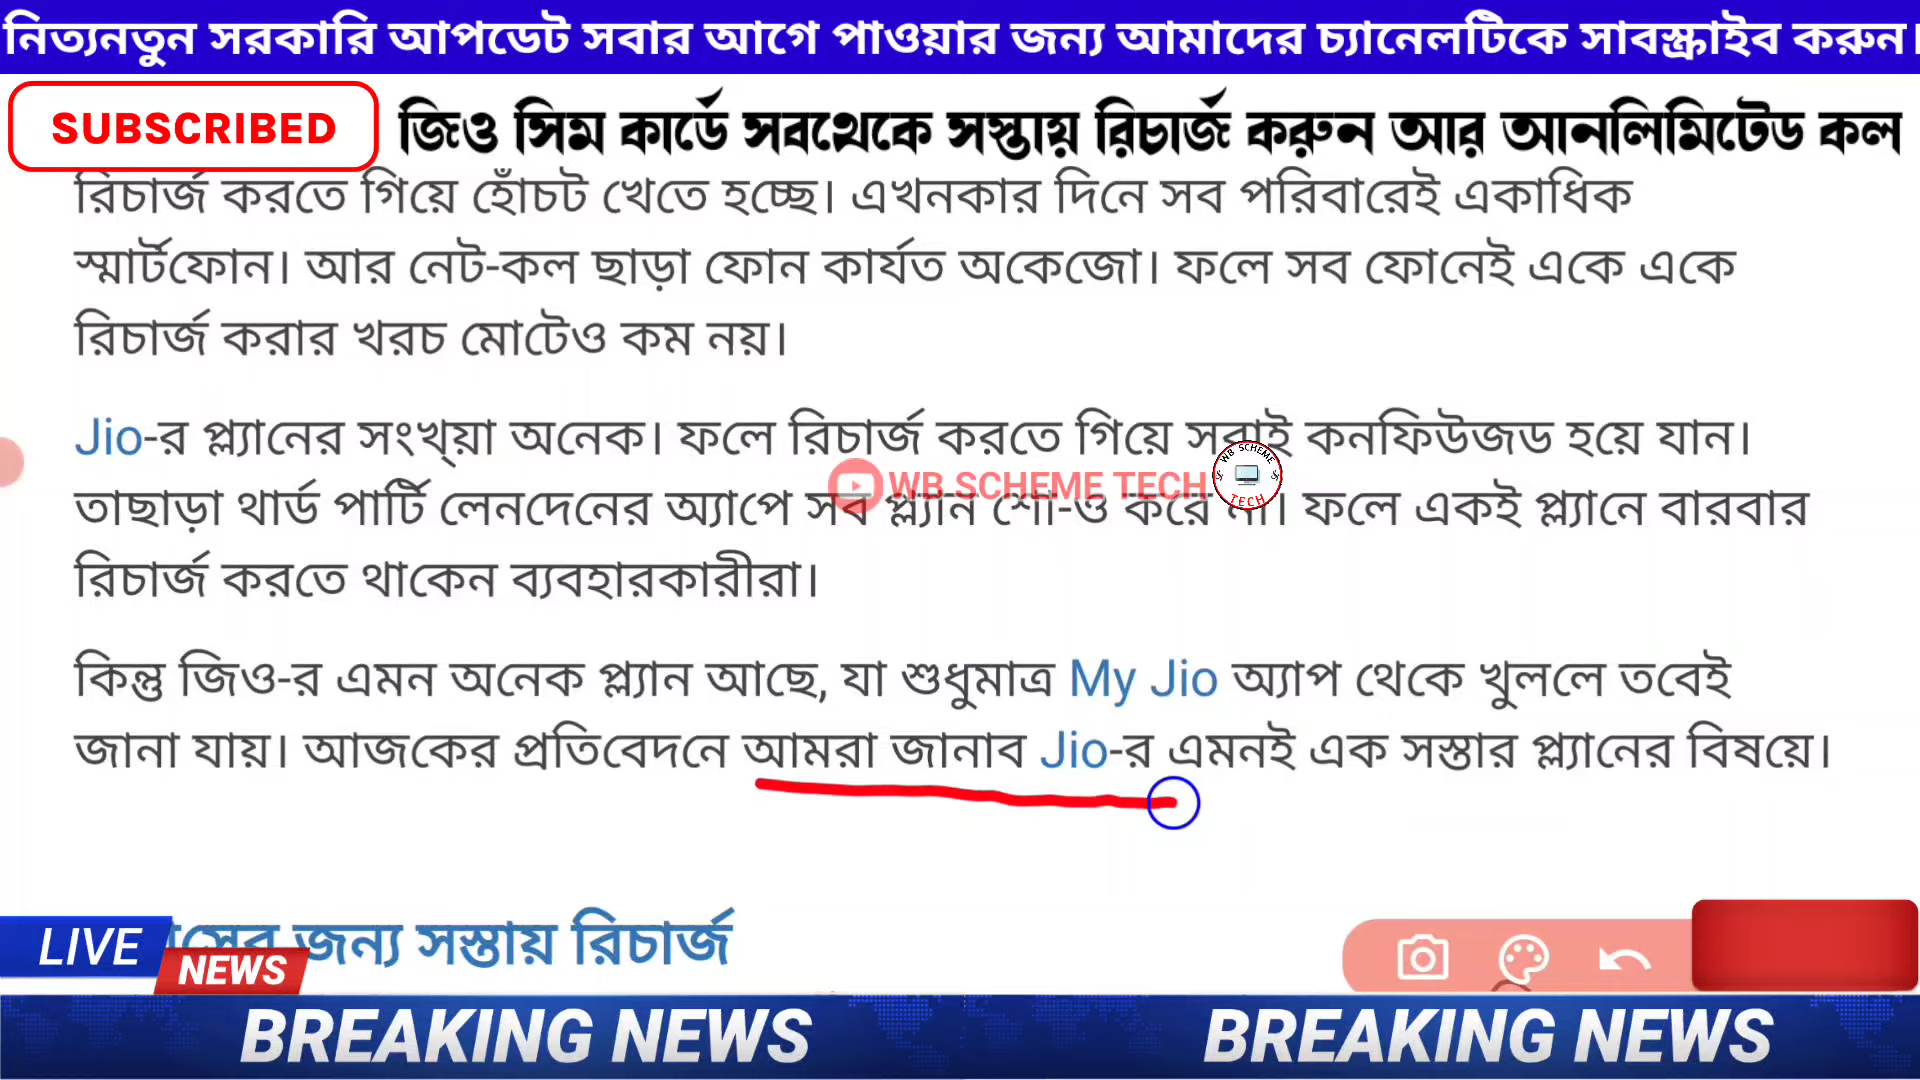 নিত্যনতুন সরকারি আপডেট সবার আগে পাওয়ার জন্য আমাদের চ্যানেলটিকে সাবস্ক্রাইব করুন।
SUBSCRIBED
জিও সিম কার্ডে সবথেকে সস্তায় রিচার্জ করুন আর আনলিমিটেড কল
রিচার্জ করতে গিয়ে হোঁচট খেতে হচ্ছে। এখনকার দিনে সব পরিবারেই একাধিক
স্মার্টফোন। আর নেট-কল ছাড়া ফোন কার্যত অকেজো। ফলে সব ফোনেই একে একে
রিচার্জ করার খরচ মোটেও কম নয়।
Jio-র প্ল্যানের সংখ্য়া অনেক। ফলে রিচার্জ করতে গিয়ে সবাই কনফিউজড হয়ে যান।
WB SCHEME TECH
WB SCHEME
TECH
তাছাড়া থার্ড পার্টি লেনদেনের অ্যাপে সব প্ল্যান শো-ও করে না। ফলে একই প্ল্যানে বারবার
রিচার্জ করতে থাকেন ব্যবহারকারীরা।
কিন্তু জিও-র এমন অনেক প্ল্যান আছে, যা শুধুমাত্র My Jio অ্যাপ থেকে খুললে তবেই
জানা যায়। আজকের প্রতিবেদনে আমরা জানাব Jio-র এমনই এক সস্তার প্ল্যানের বিষয়ে।
জন্য সস্তায় রিচার্জ
LIVE
NEWS
BREAKING NEWS BREAKING NEWS